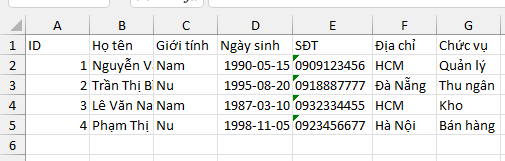 A B C D E F G
1 ID Họ tên Giới tính Ngày sinh SĐT Địa chỉ Chức vụ
2 1 Nguyễn V Nam 1990-05-15 0909123456 HCM Quản lý
3 2 Trần Thị B Nu 1995-08-20 0918887777 Đà Nẵng Thu ngân
4 3 Lê Văn Na Nam 1987-03-10 0932334455 HCM Kho
5 4 Phạm Thị Nu 1998-11-05 0923456677 Hà Nội Bán hàng